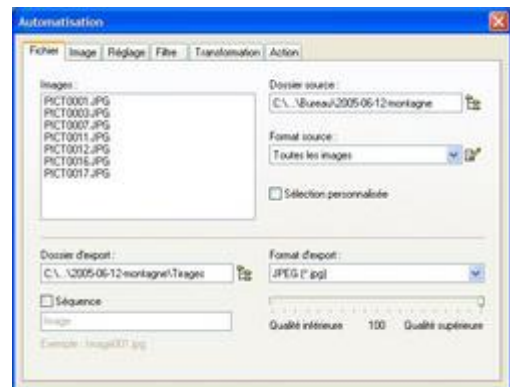 Automatisation
Fichier Image Réglage Filtre Transformation Action
Images :
PICT0001.JPG
PICT0003.JPG
PICT0007.JPG
PICT0011.JPG
PICT0012.JPG
PICT0016.JPG
PICT0017.JPG
Dossier source :
C:\...\Bureau\2005-06-12-montagne
Format source :
Toutes les images
Sélection personnalisée
Dossier d'export :
C:\...\2005-06-12-montagne\Tirages
Séquence
Image
Exemple : Image001.jpg
Format d'export :
JPEG (*.jpg)
Qualité inférieure 100 Qualité supérieure